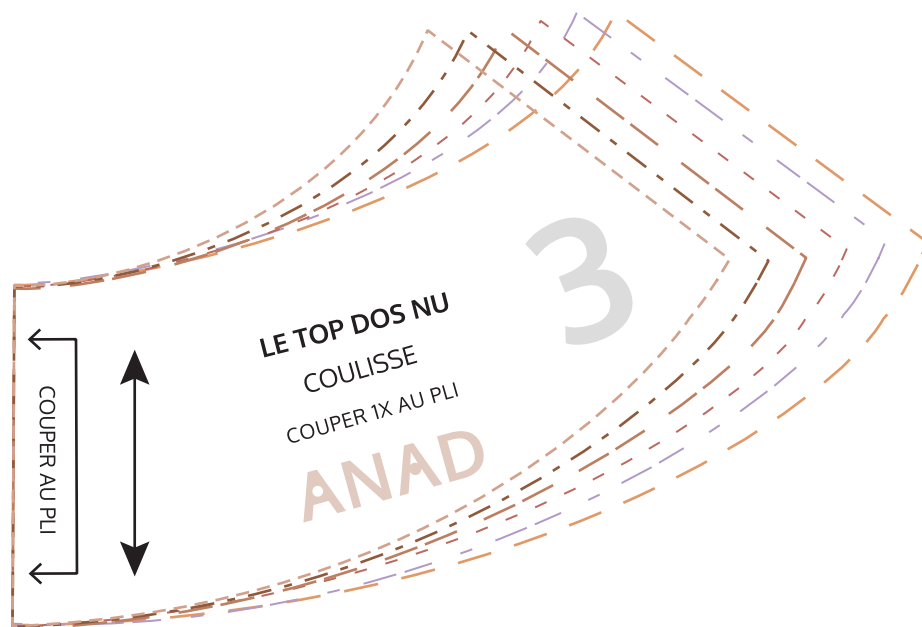 3
LE TOP DOS NU
COULISSE
COUPER 1X AU PLI
ANAD
COUPER AU PLI